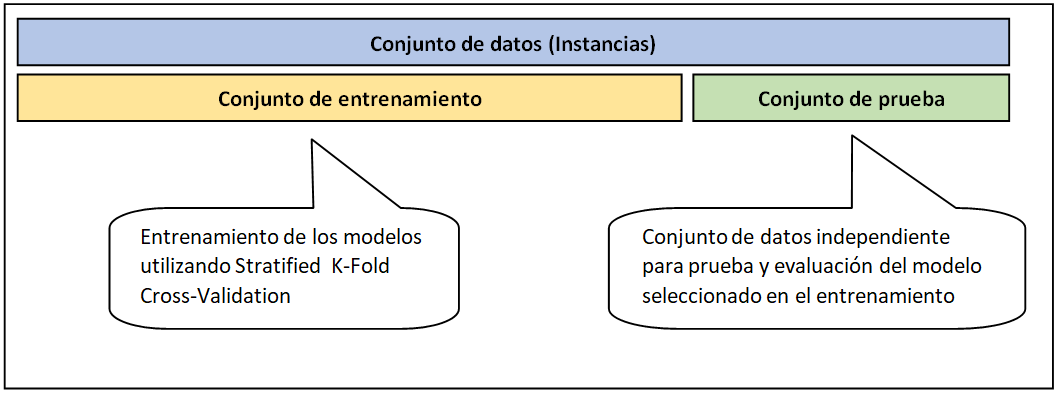 Conjunto de datos (Instancias)
Conjunto de entrenamiento
Conjunto de prueba
Entrenamiento de los modelos
utilizando Stratified K-Fold
Cross-Validation
Conjunto de datos independiente
para prueba y evaluación del modelo
seleccionado en el entrenamiento